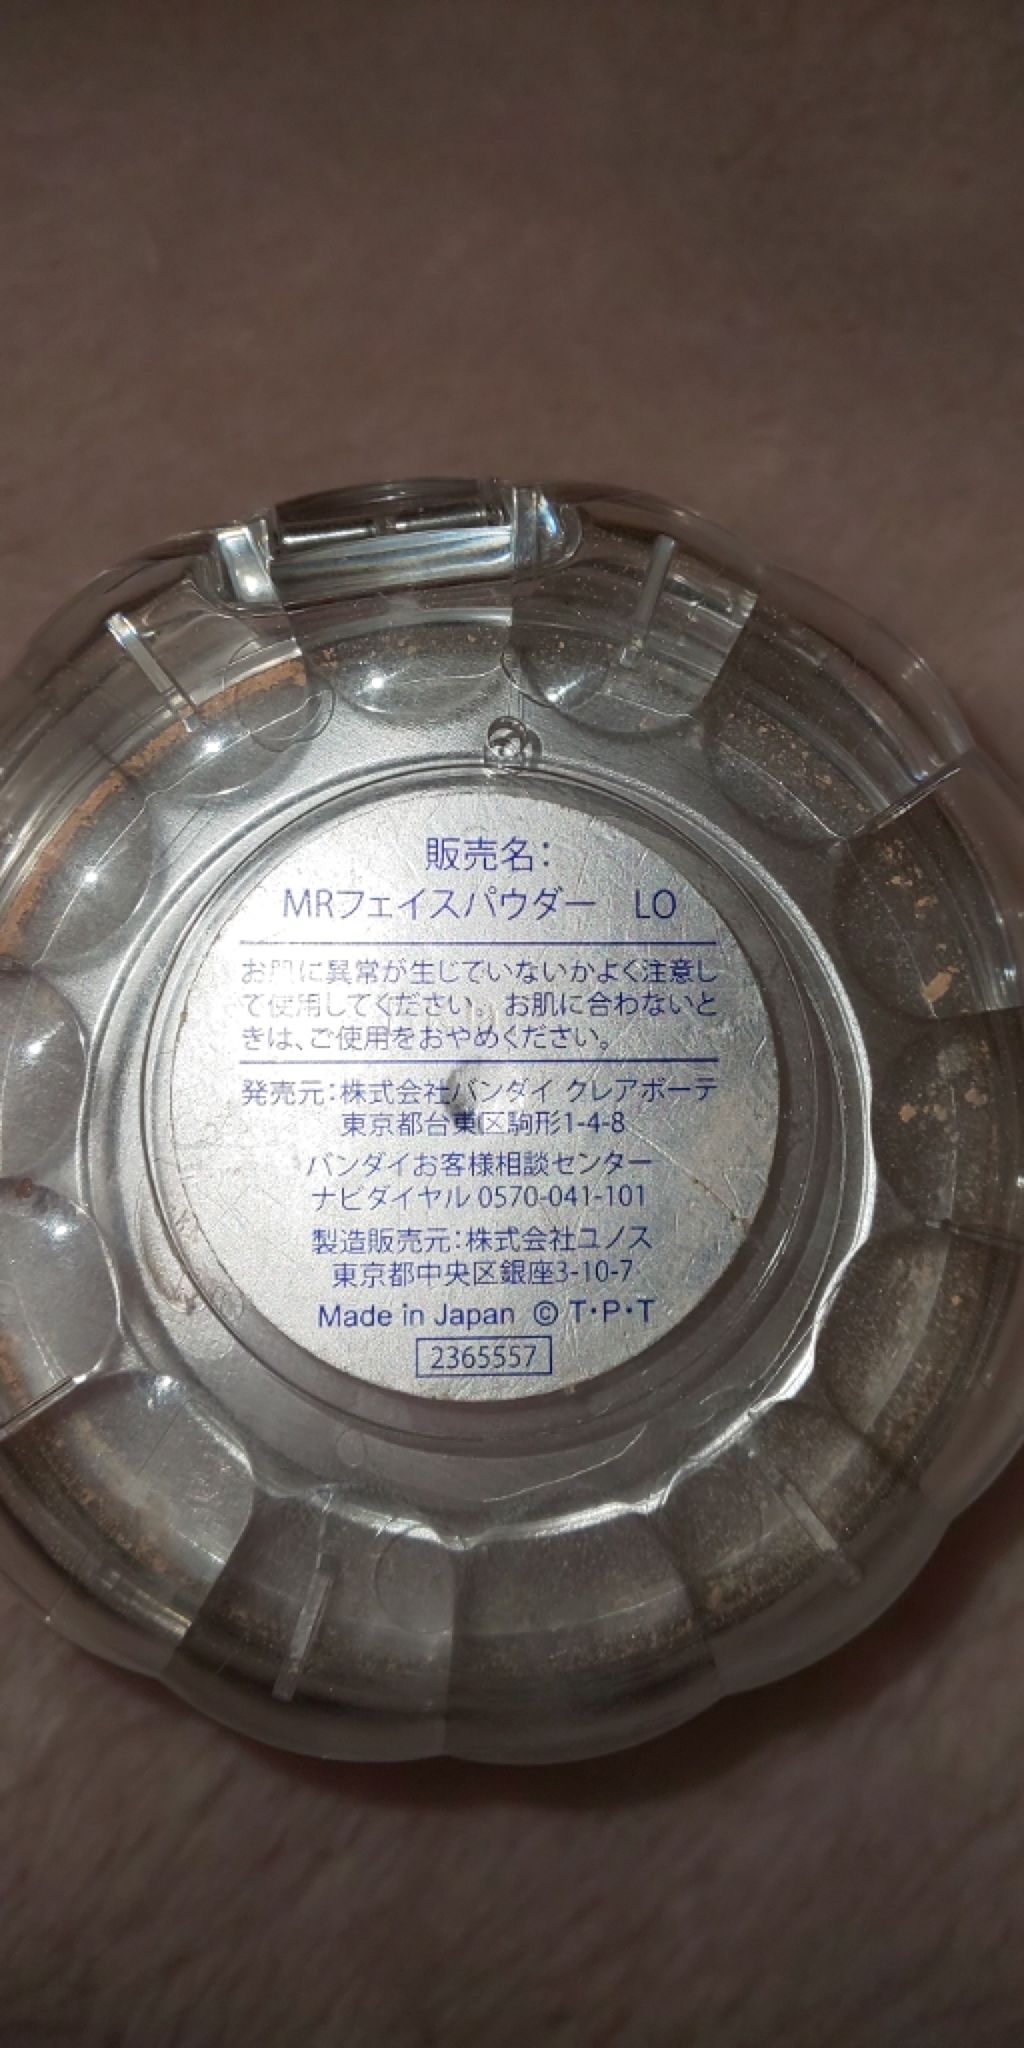 販売名:
MRフェイスパウダー LO
お肌に異常が生じていないかよく注意し
て使用してください。お肌に合わないと
きは、ご使用をおやめください。
発売元:株式会社バンダイ クレアボーテ
東京都台東区駒形1-4-8
バンダイお客様相談センター
ナビダイヤル 0570-041-101
製造販売元:株式会社ユノス
東京都中央区銀座3-10-7
Made in Japan © T・P・T
2365557